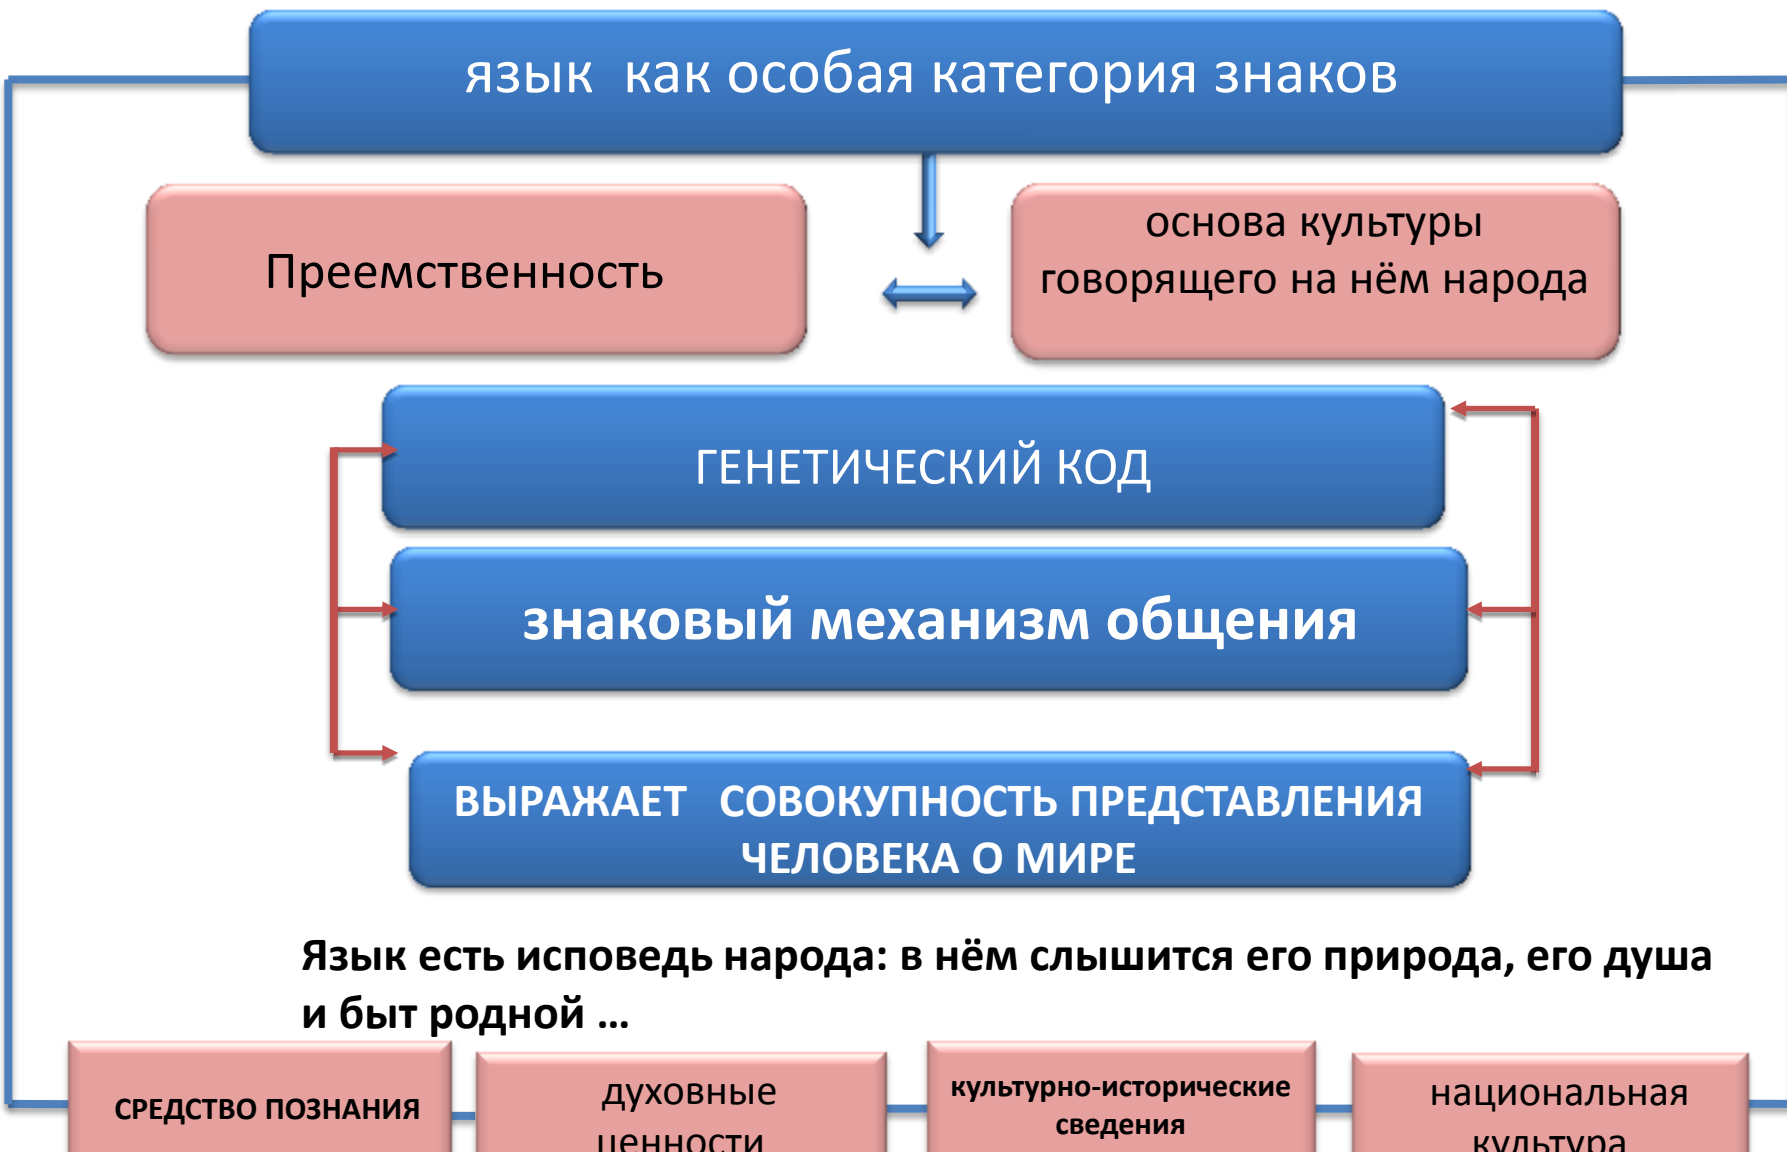 язык как особая категория знаков
Преемственность
основа культуры
говорящего на нём народа
ГЕНЕТИЧЕСКИЙ КОД
знаковый механизм общения
ВЫРАЖАЕТ СОВОКУПНОСТЬ ПРЕДСТАВЛЕНИЯ
ЧЕЛОВЕКА О МИРЕ
Язык есть исповедь народа: в нём слышится его природа, его душа
и быт родной ...
СРЕДСТВО ПОЗНАНИЯ
духовные
ценности
культурно-исторические
сведения
национальная
культура